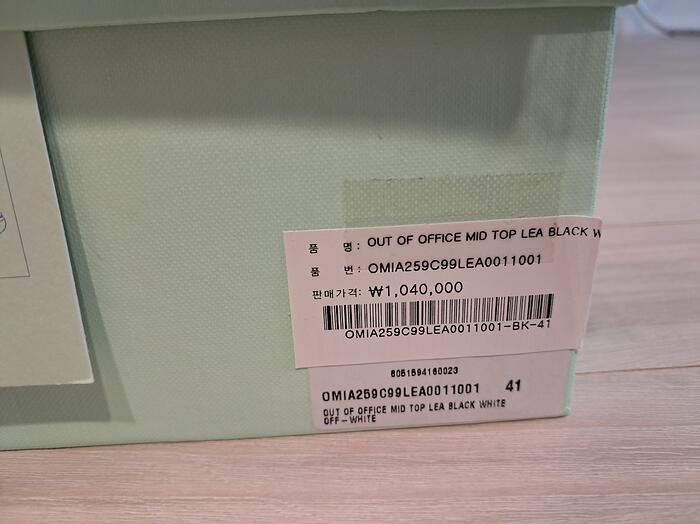 품 명: OUT OF OFFICE MID TOP LEA BLACK W
품 번: OMIA259C99LEA0011001
판매가격: ₩1,040,000
OMIA259C99LEA0011001-BK-41
8051594160023
OMIA259C99LEA0011001 41
OUT OF OFFICE MID TOP LEA BLACK WHITE
OFF-WHITE